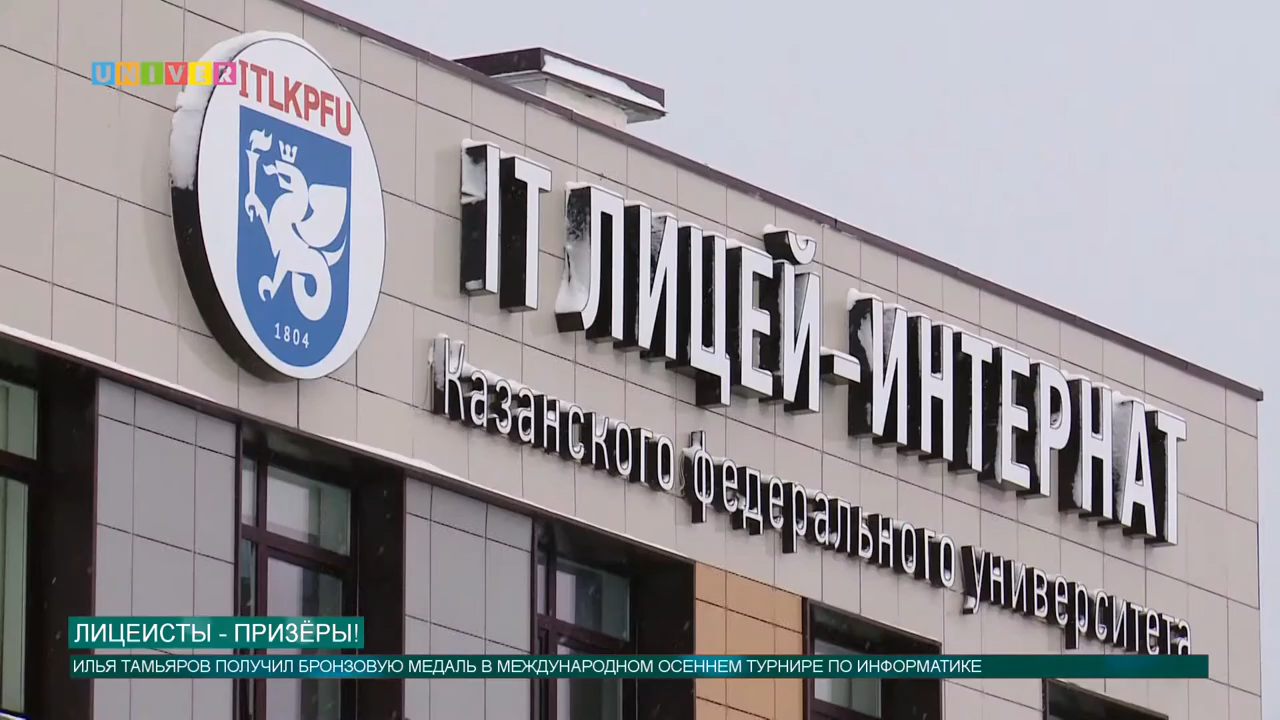 UNIVER
ITLKPFU
1804
IT ЛИЦЕЙ-ИНТЕРНАТ
Казанского федерального университета
ЛИЦЕИСТЫ - ПРИЗЁРЫ!
ИЛЬЯ ТАМЬЯРОВ ПОЛУЧИЛ БРОНЗОВУЮ МЕДАЛЬ В МЕЖДУНАРОДНОМ ОСЕННЕМ ТУРНИРЕ ПО ИНФОРМАТИКЕ